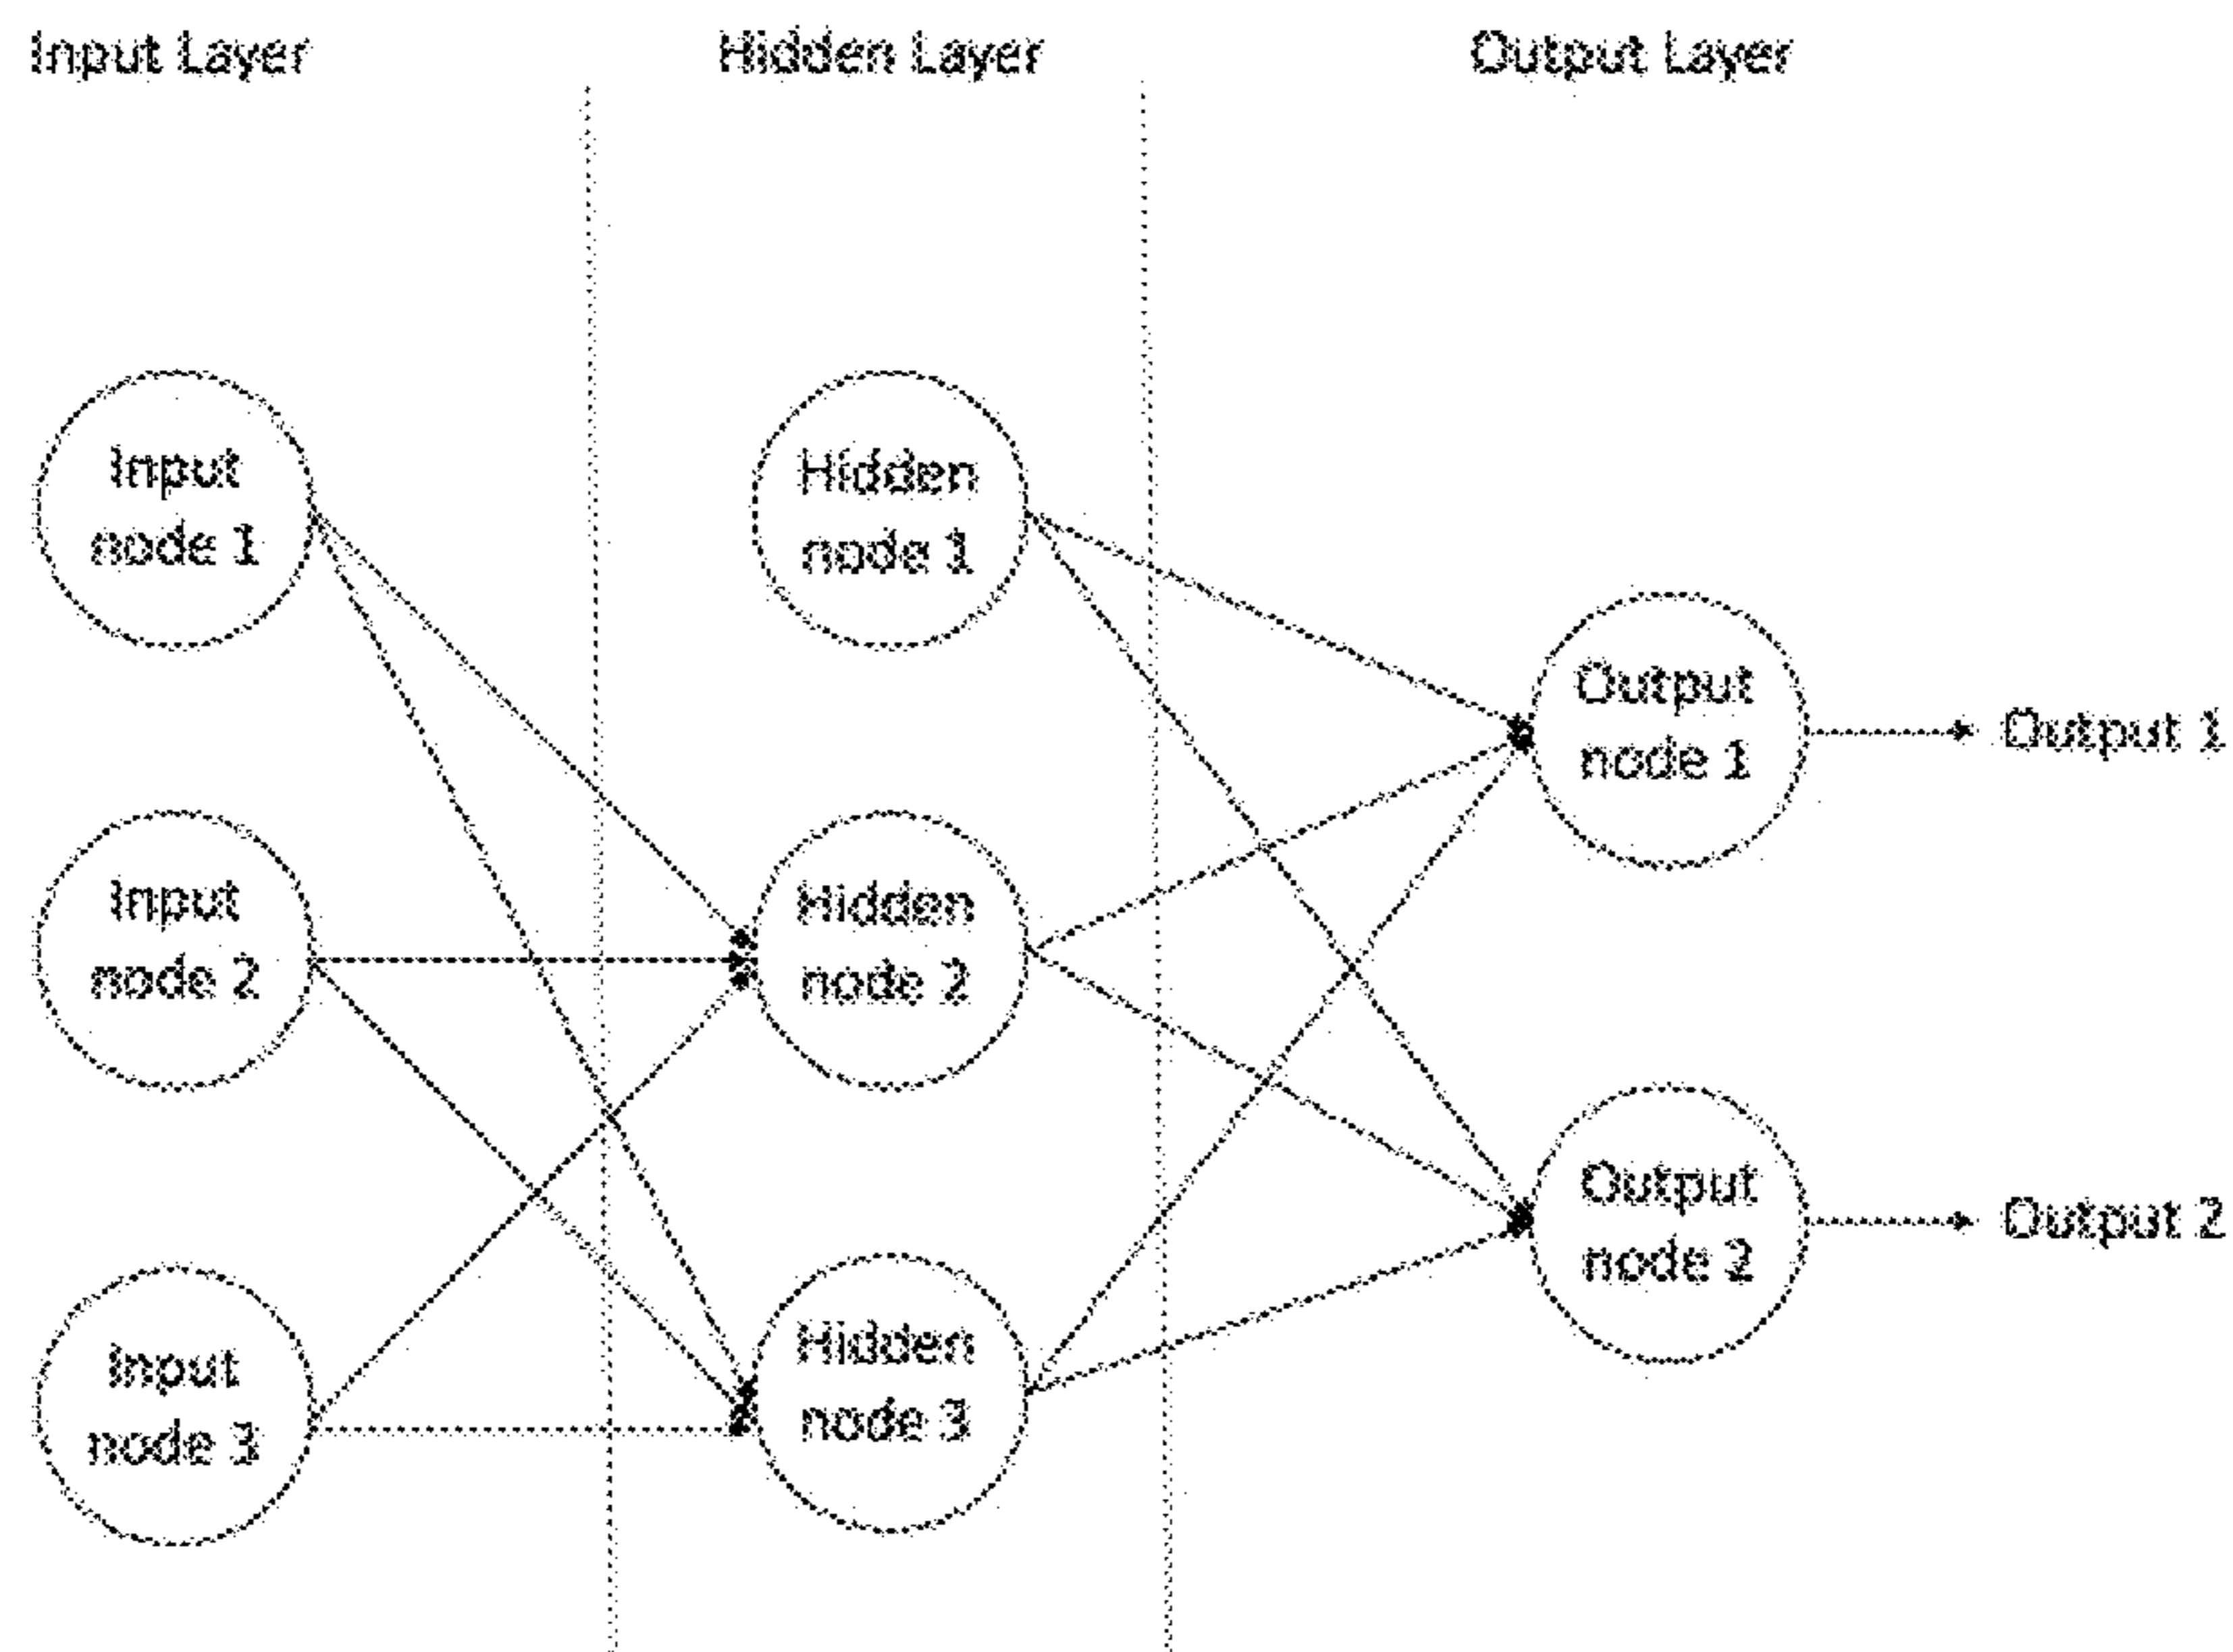 Input Layer
Hidden Layer
Output Layer
Input
node 1
Hidden
node 1
Output
node 1
Output 1
Input
node 2
Hidden
node 2
Output
node 2
Output 2
Input
node 3
Hidden
node 3